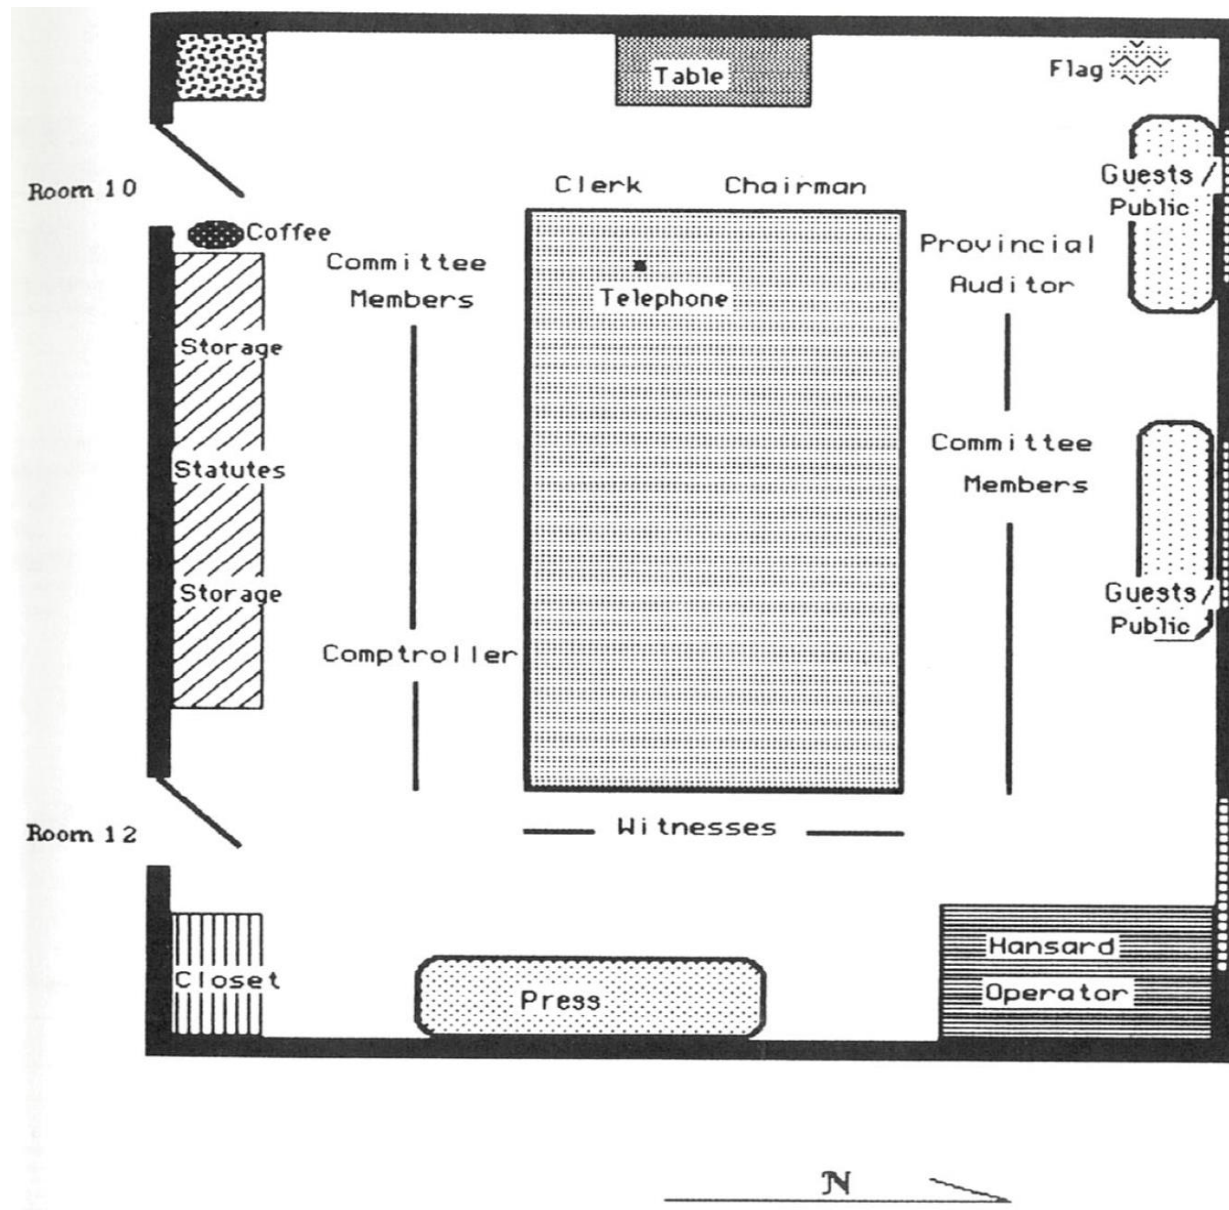 Table
Flag
Room 10
Clerk
Chairman
Guests /
Public
Coffee
Committee
Members
Provincial
Auditor
Telephone
Storage
Committee
Members
Statutes
Storage
Guests /
Public
Comptroller
Room 12
Witnesses
Closet
Press
Hansard
Operator
N